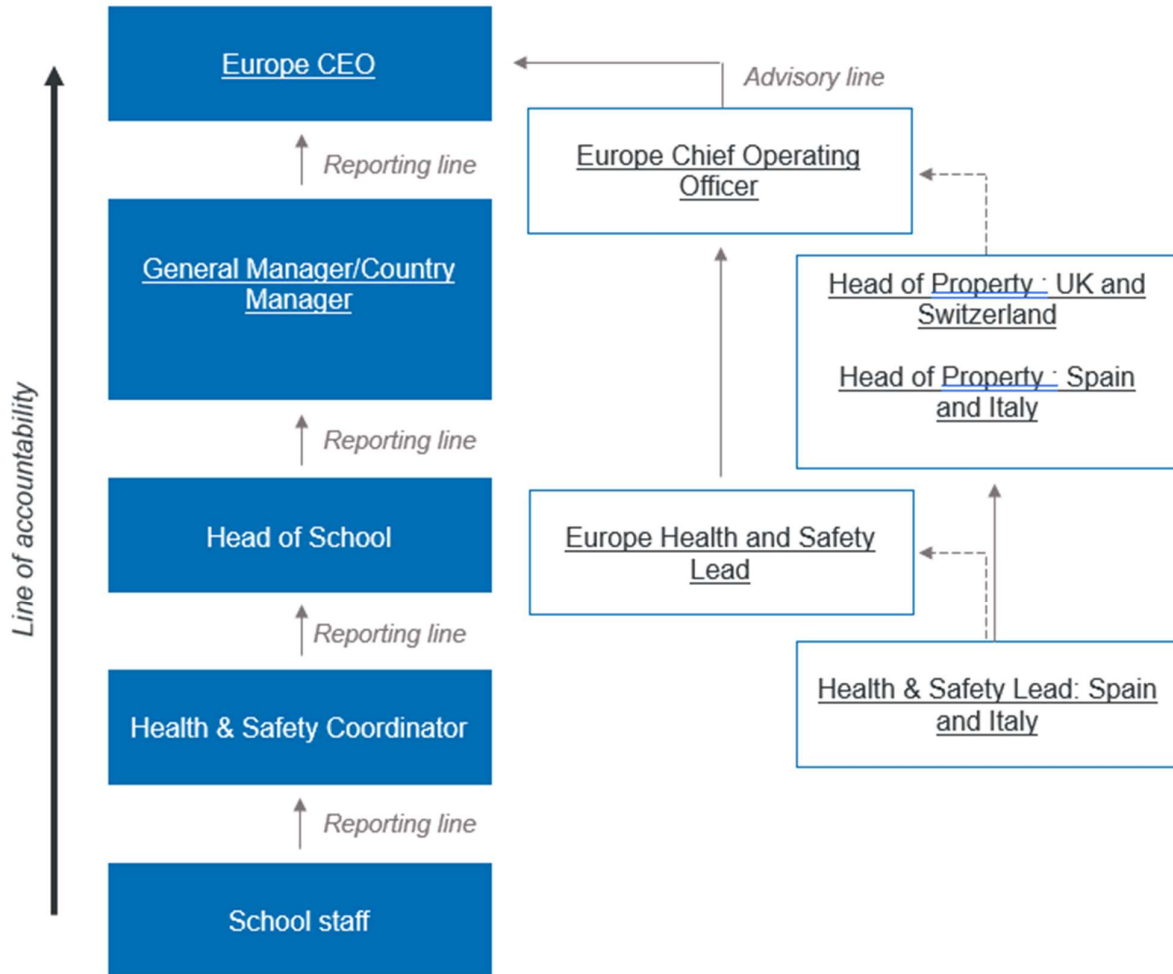 Europe CEO
Advisory line
Reporting line
Europe Chief Operating
Officer
General Manager/Country
Manager
Head of Property : UK and
Switzerland
Head of Property : Spain
and Italy
Line of accountability
Reporting line
Head of School
Europe Health and Safety
Lead
Reporting line
Health & Safety Coordinator
Health & Safety Lead: Spain
and Italy
Reporting line
School staff